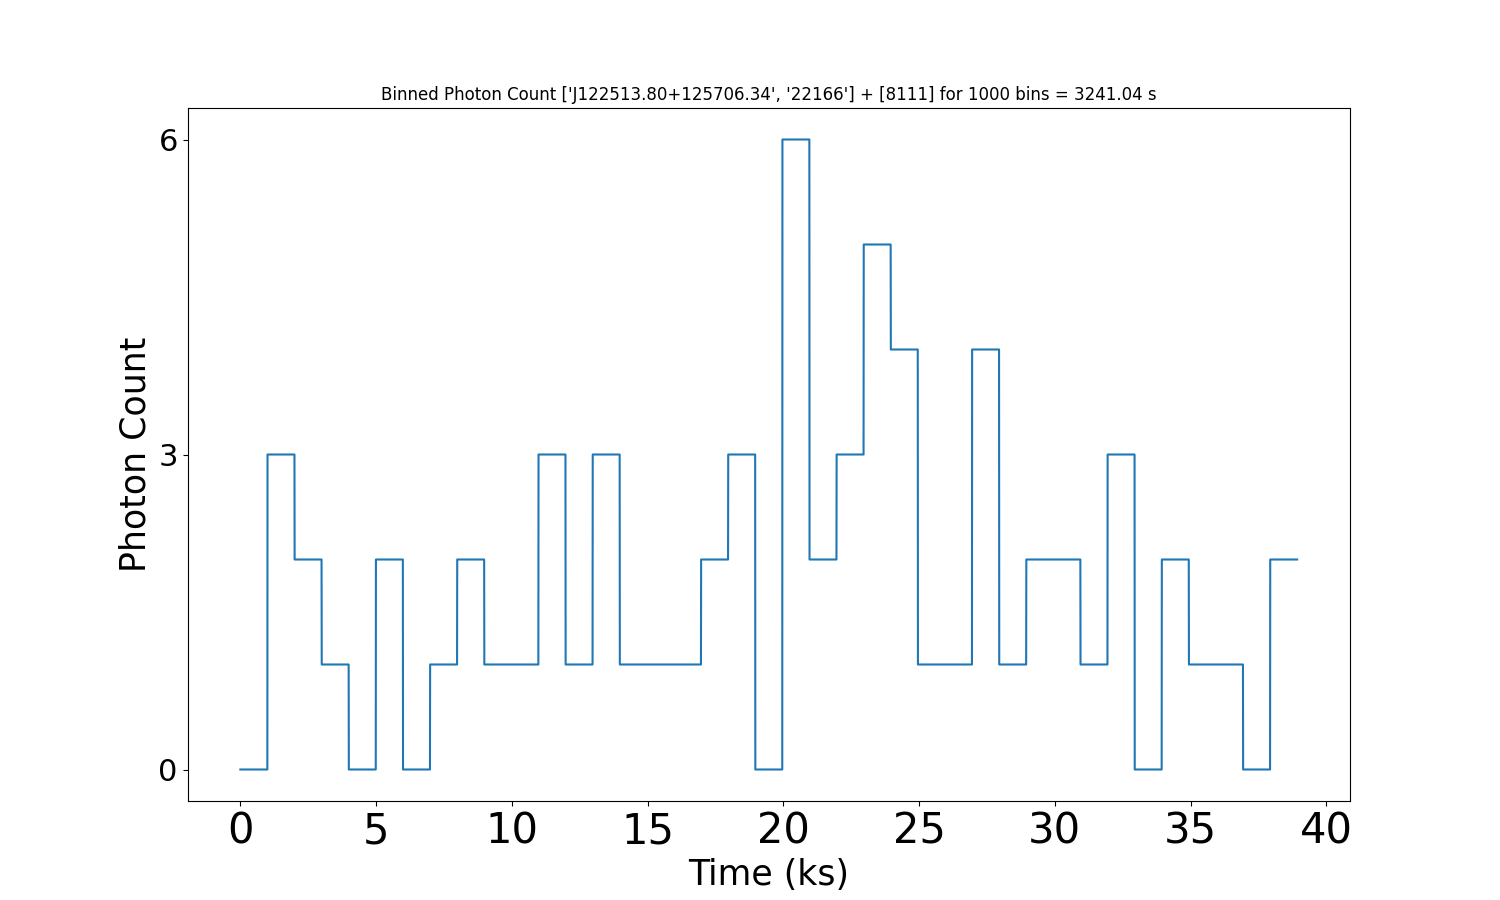 Binned Photon Count ['J122513.80+125706.34', '22166'] + [8111] for 1000 bins = 3241.04 s
6
3
0
Photon Count
0 5 10 15 20 25 30 35 40
Time (ks)